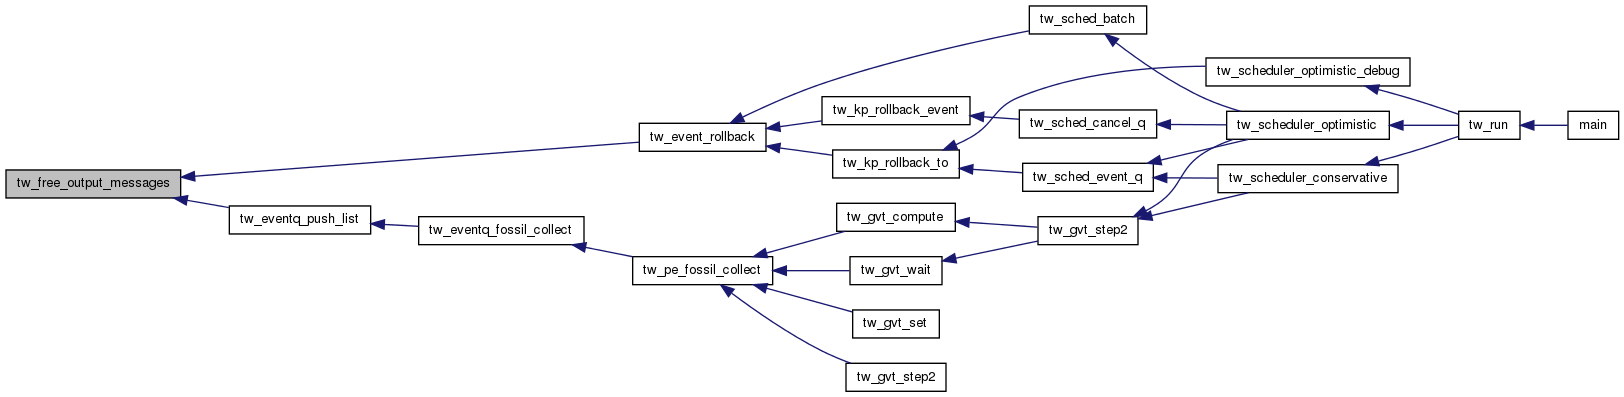 tw_sched_batch
tw_scheduler_optimistic_debug
tw_kp_rollback_event
tw_sched_cancel_q
tw_scheduler_optimistic
tw_run
main
tw_event_rollback
tw_kp_rollback_to
tw_sched_event_q
tw_scheduler_conservative
tw_free_output_messages
tw_eventq_push_list
tw_eventq_fossil_collect
tw_gvt_compute
tw_gvt_step2
tw_pe_fossil_collect
tw_gvt_wait
tw_gvt_set
tw_gvt_step2